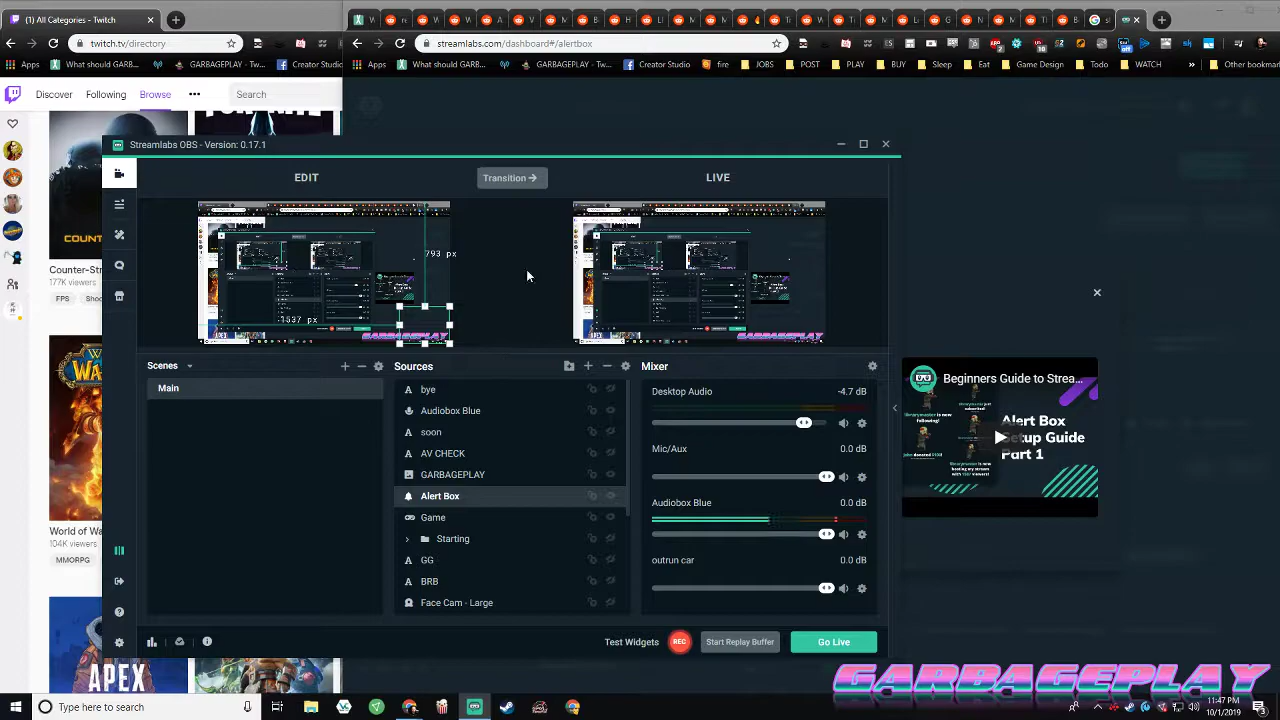 (1) All Categories - Twitch
twitch.tv/directory
streamlabs.com/dashboard#/alertbox
Apps
What should GARB...
GARBAGEPLAY - Tw...
Creator Studio
Apps
What should GARB...
GARBAGEPLAY - Tw...
Creator Studio
fire
JOBS
POST
PLAY
BUY
Sleep
Eat
Game Design
Todo
WATCH
Other bookmar
Discover
Following
Browse
Search
Streamlabs OBS - Version: 0.17.1
EDIT
Transition
LIVE
793 px
1537 px
Counter-Str
177K viewers
FPS
Shoo
World of Wa
104K viewers
MMORPG
APEX
Scenes
Main
Sources
bye
Audiobox Blue
soon
AV CHECK
GARBAGEPLAY
Alert Box
Game
Starting
GG
BRB
Face Cam - Large
Mixer
Desktop Audio -4.7 dB
Mic/Aux 0.0 dB
Audiobox Blue 0.0 dB
outrun car 0.0 dB
Beginners Guide to Strea...
Alert Box
Setup Guide
Part 1
Test Widgets
REC
Start Replay Buffer
Go Live
GARBAGEPLAY
Type here to search
11:47 PM
10/1/2019